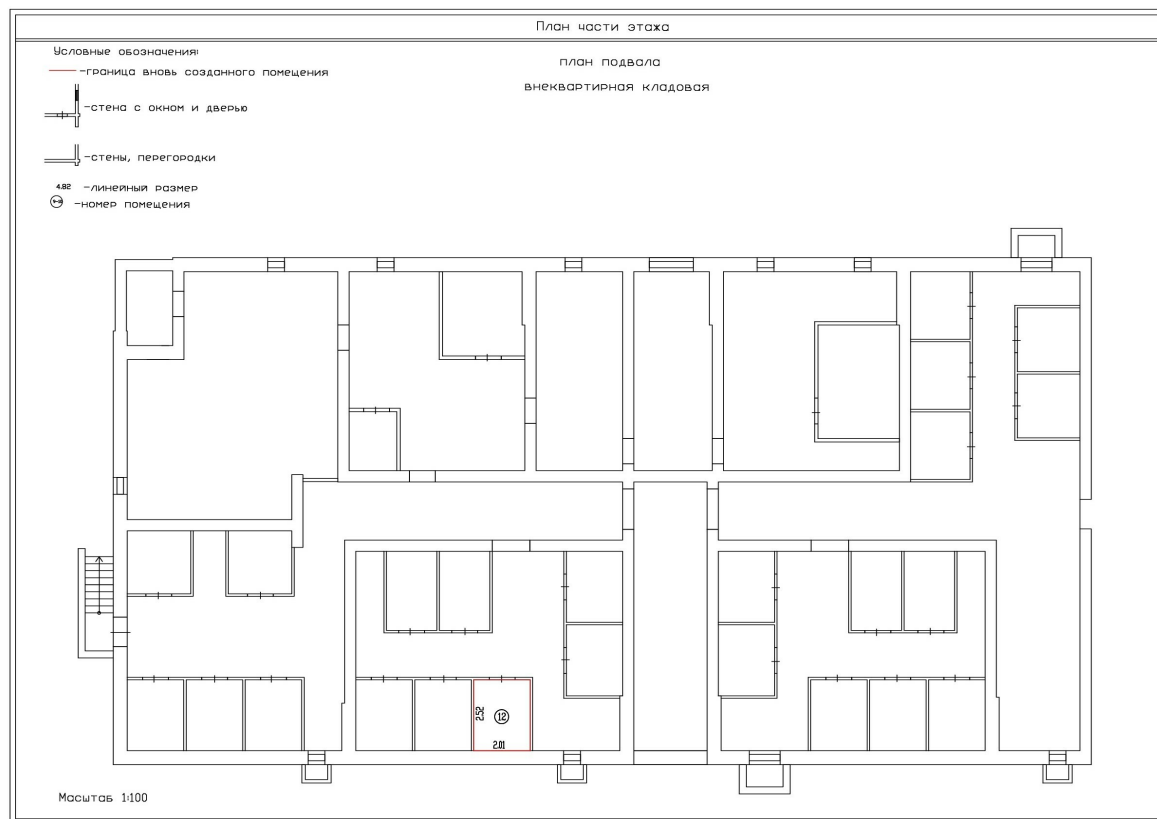 План части этажа
Условные обозначения:
-граница вновь созданного помещения
-стена с окном и дверью
-стены, перегородки
4.82 -линейный размер
-номер помещения
план подвала
внеквартирная кладовая
2.52
12
2.01
Масштаб 1:100